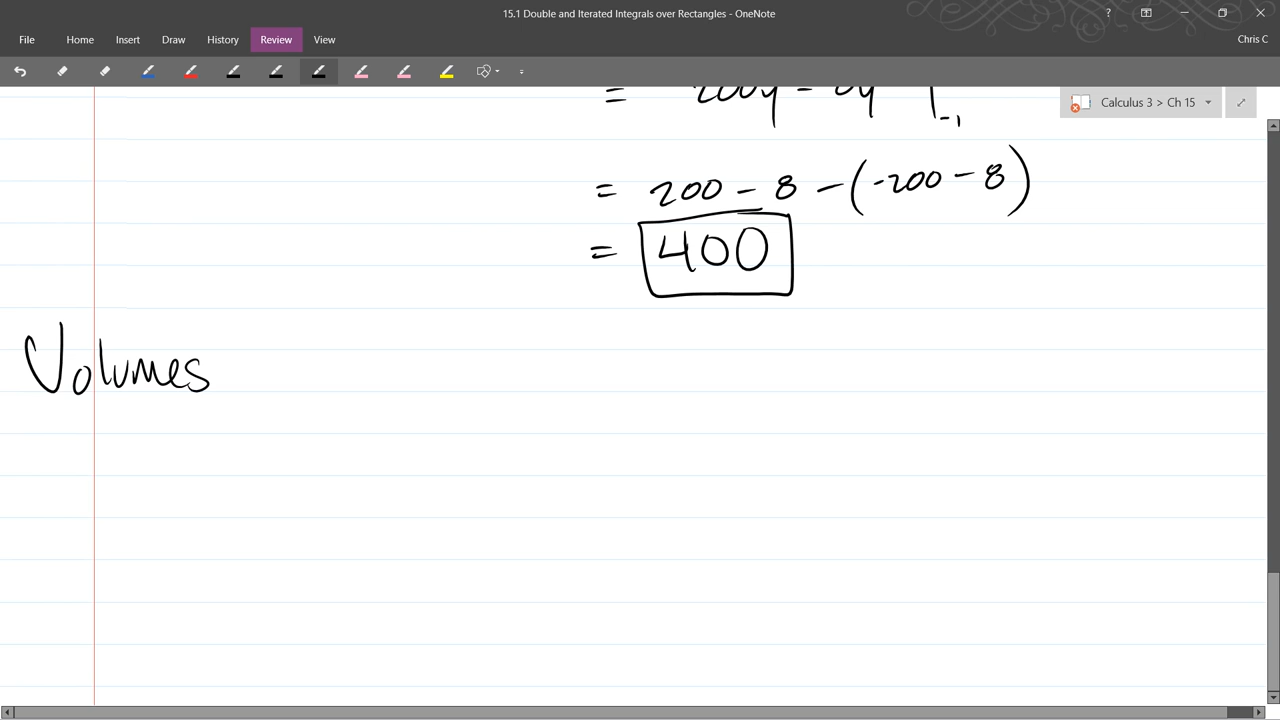 15.1 Double and Iterated Integrals over Rectangles - OneNote
File Home Insert Draw History Review View Chris C
Calculus 3 > Ch 15
-1
= 200 - 8 - (-200 - 8)
= 400
Volumes